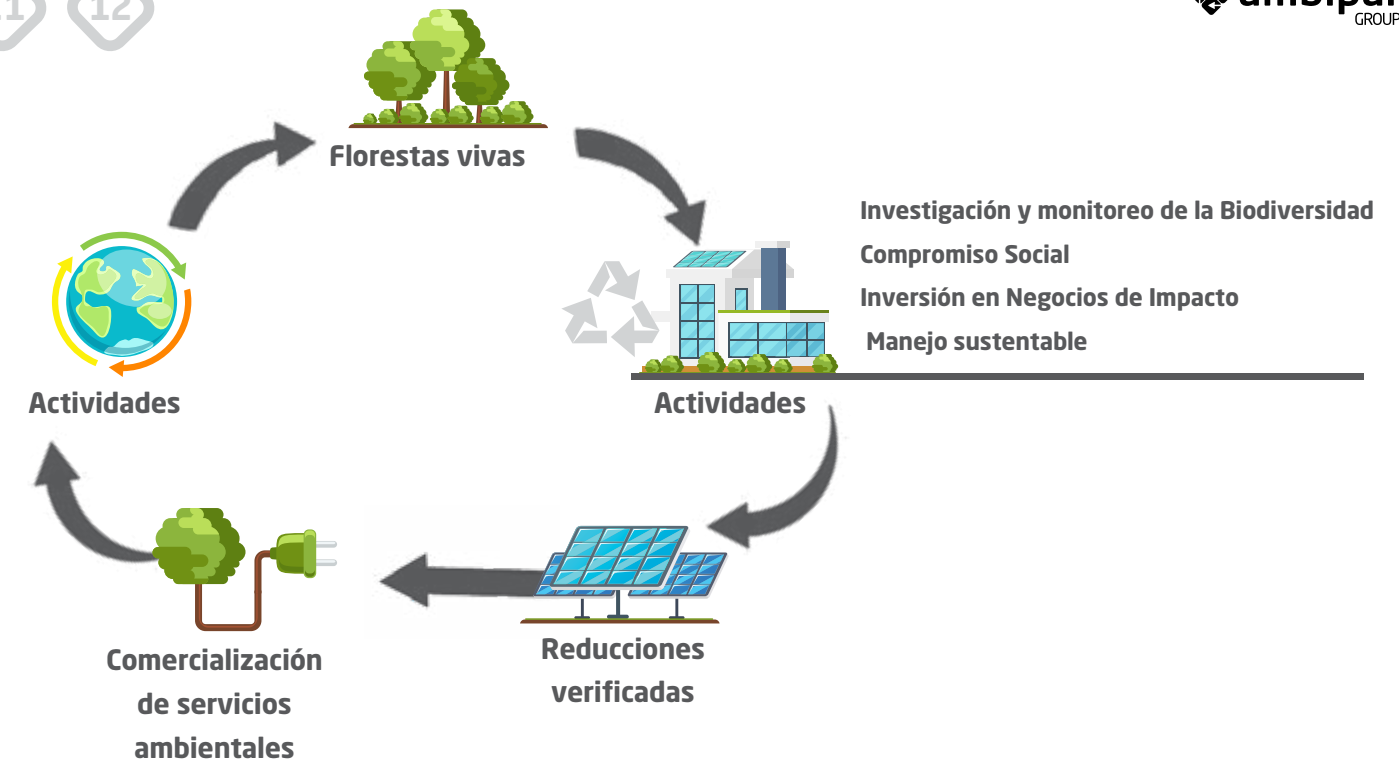 12
GROUP
Florestas vivas
Investigación y monitoreo de la Biodiversidad
Compromiso Social
Inversión en Negocios de Impacto
Manejo sustentable
Actividades
Actividades
Reducciones
verificadas
Comercialización
de servicios
ambientales